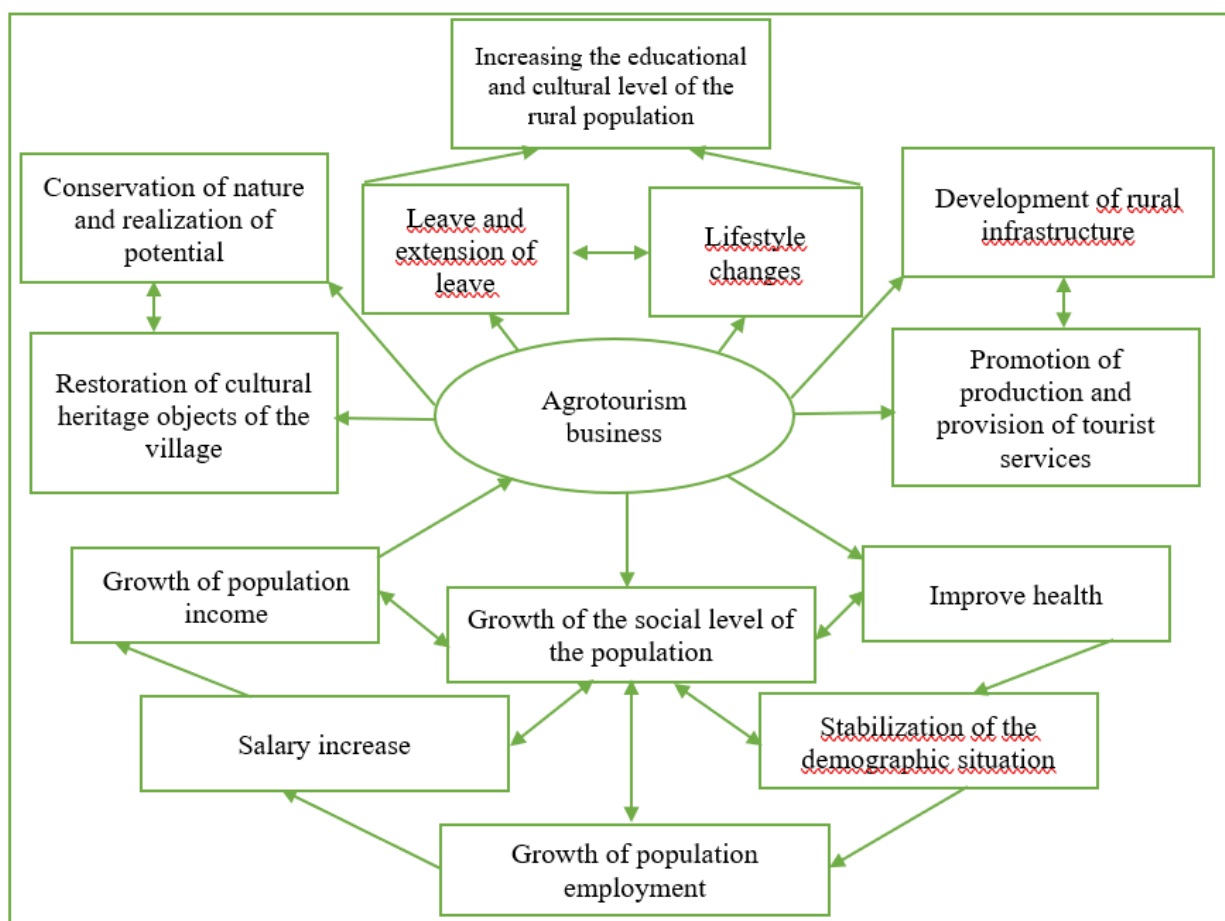 Increasing the educational
and cultural level of the
rural population
Conservation of nature
and realization of
potential
Leave and
extension of
leave
Lifestyle
changes
Development of rural
infrastructure
Restoration of cultural
heritage objects of the
village
Agrotourism
business
Promotion of
production and
provision of tourist
services
Growth of population
income
Growth of the social level of
the population
Improve health
Salary increase
Stabilization of the
demographic situation
Growth of population
employment